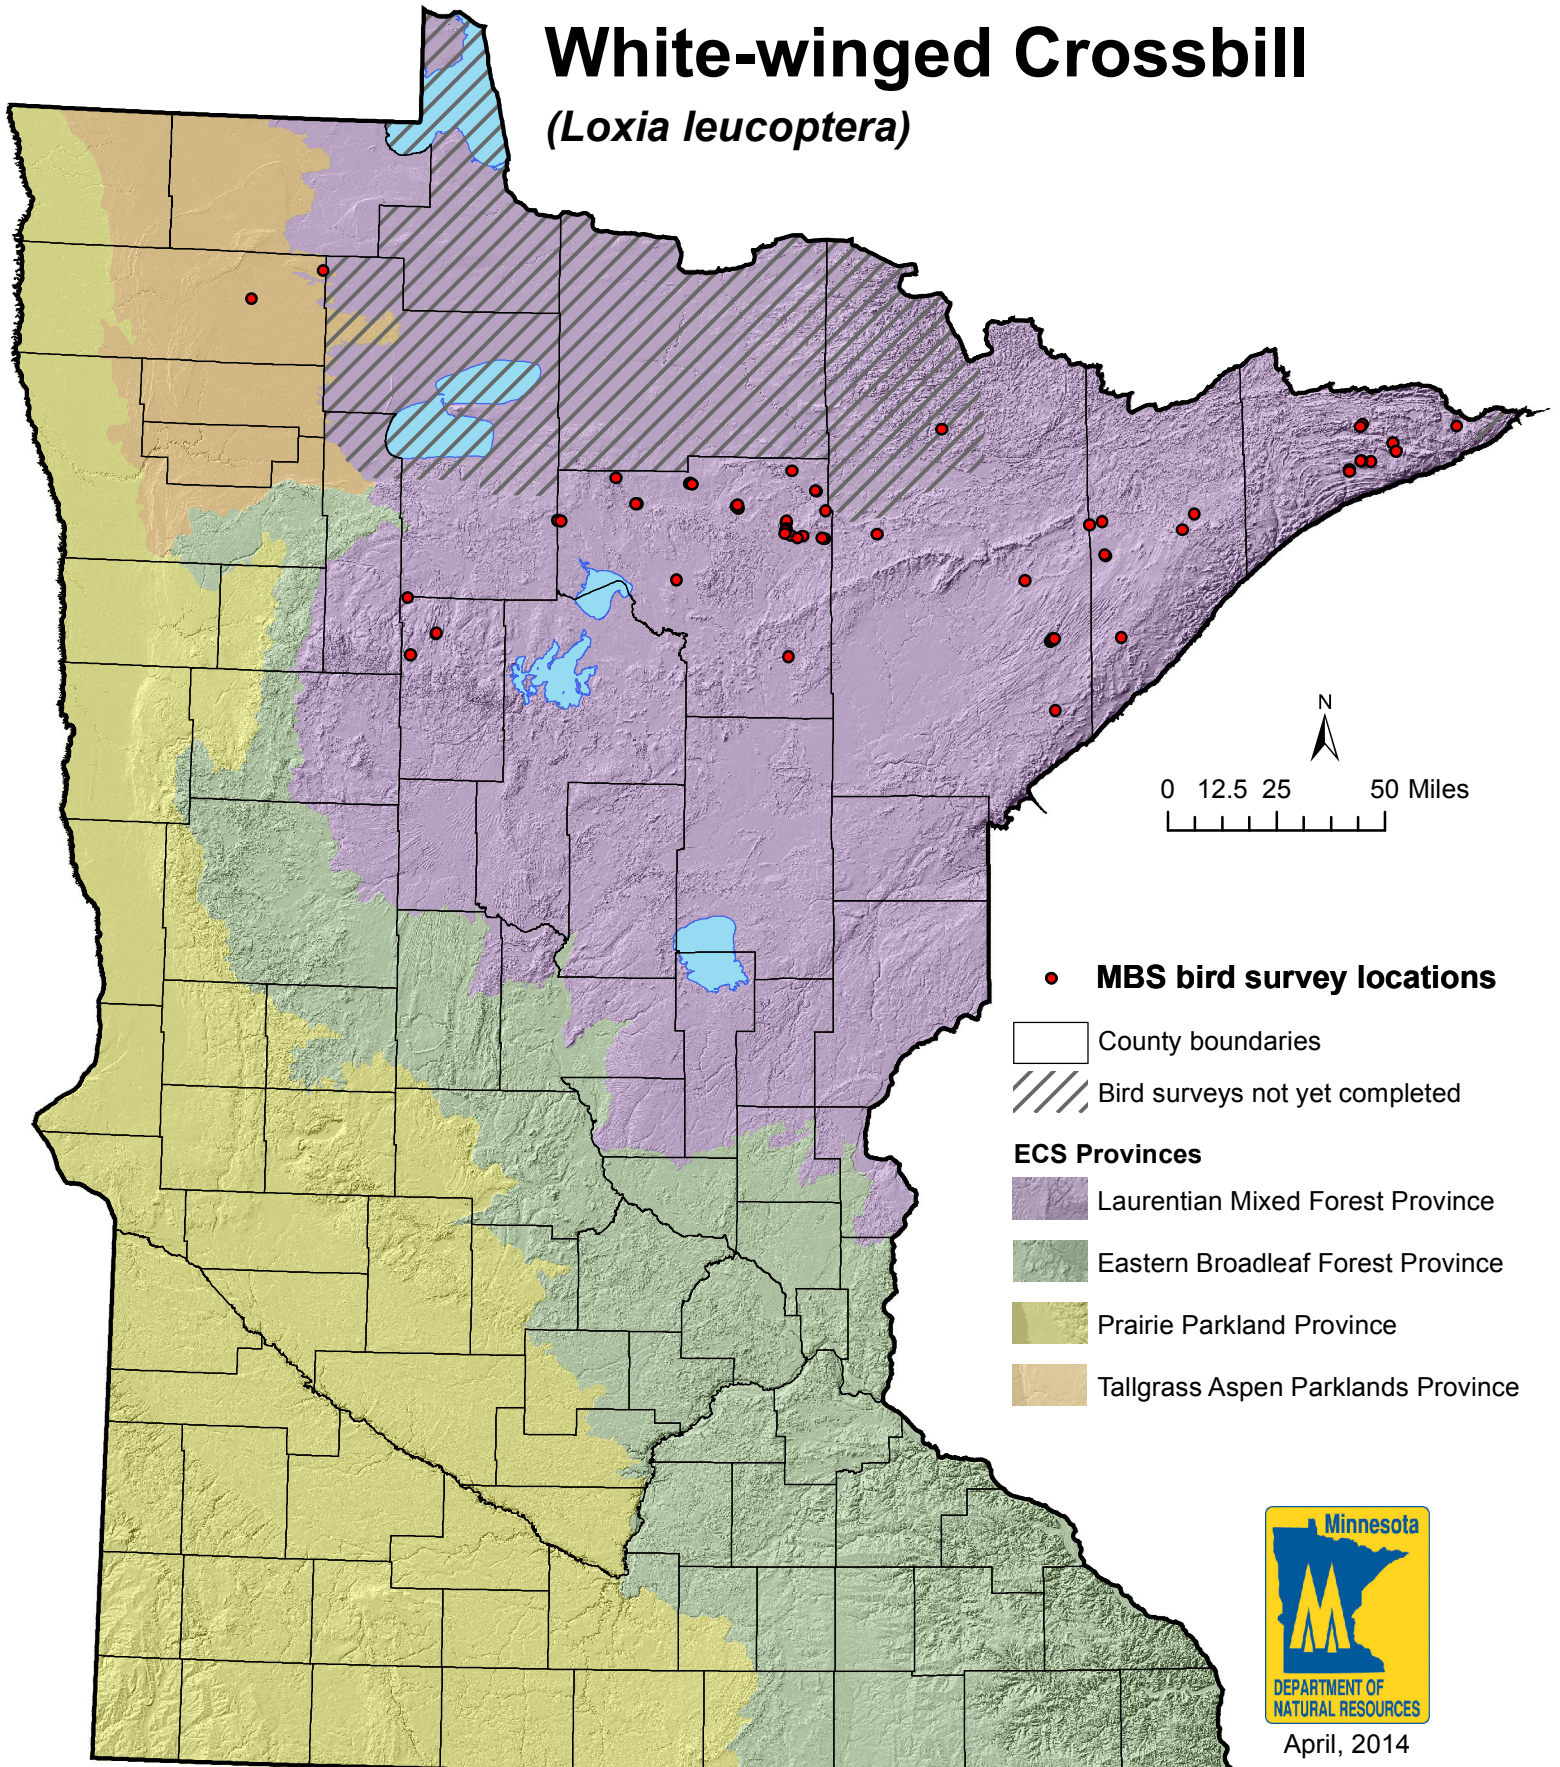 White-winged Crossbill
(Loxia leucoptera)
N
0 12.5 25 50 Miles
MBS bird survey locations
County boundaries
Bird surveys not yet completed
ECS Provinces
Laurentian Mixed Forest Province
Eastern Broadleaf Forest Province
Prairie Parkland Province
Tallgrass Aspen Parklands Province
Minnesota
DEPARTMENT OF
NATURAL RESOURCES
April, 2014